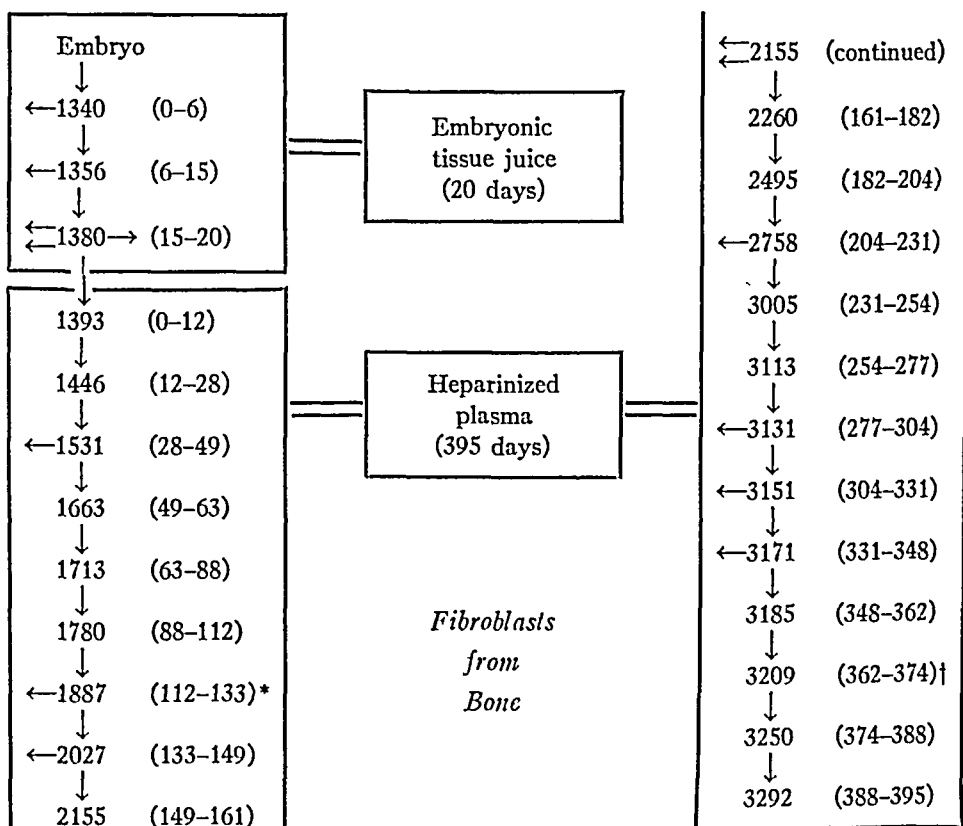 Embryo
←1340 (0–6)
←1356 (6–15)
1380→ (15–20)
1393 (0–12)
1446 (12–28)
←1531 (28–49)
1663 (49–63)
1713 (63–88)
1780 (88–112)
←1887 (112–133)*
←2027 (133–149)
2155 (149–161)
Embryonic
tissue juice
(20 days)
Heparinized
plasma
(395 days)
Fibroblasts
from
Bone
2155 (continued)
2260 (161–182)
2495 (182–204)
←2758 (204–231)
3005 (231–254)
3113 (254–277)
←3131 (277–304)
←3151 (304–331)
←3171 (331–348)
3185 (348–362)
3209 (362–374)†
3250 (374–388)
3292 (388–395)